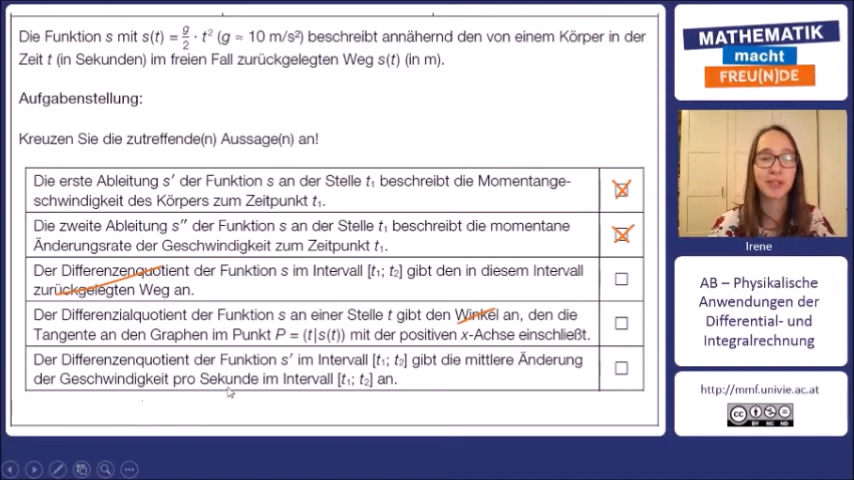 Die Funktion s mit s(t) = g/2 · t² (g ≈ 10 m/s²) beschreibt annähernd den von einem Körper in der
Zeit t (in Sekunden) im freien Fall zurückgelegten Weg s(t) (in m).
Aufgabenstellung:
Kreuzen Sie die zutreffende(n) Aussage(n) an!
Die erste Ableitung s′ der Funktion s an der Stelle t₁ beschreibt die Momentange-
schwindigkeit des Körpers zum Zeitpunkt t₁.
Die zweite Ableitung s″ der Funktion s an der Stelle t₁ beschreibt die momentane
Änderungsrate der Geschwindigkeit zum Zeitpunkt t₁.
Der Differenzenquotient der Funktion s im Intervall [t₁; t₂] gibt den in diesem Intervall
zurückgelegten Weg an.
Der Differenzialquotient der Funktion s an einer Stelle t gibt den Winkel an, den die
Tangente an den Graphen im Punkt P = (t|s(t)) mit der positiven x-Achse einschließt.
Der Differenzenquotient der Funktion s′ im Intervall [t₁; t₂] gibt die mittlere Änderung
der Geschwindigkeit pro Sekunde im Intervall [t₁; t₂] an.
MATHEMATIK
macht
FREU(N)DE
Irene
AB – Physikalische
Anwendungen der
Differential- und
Integralrechnung
http://mmf.univie.ac.at
CC
BY NC ND